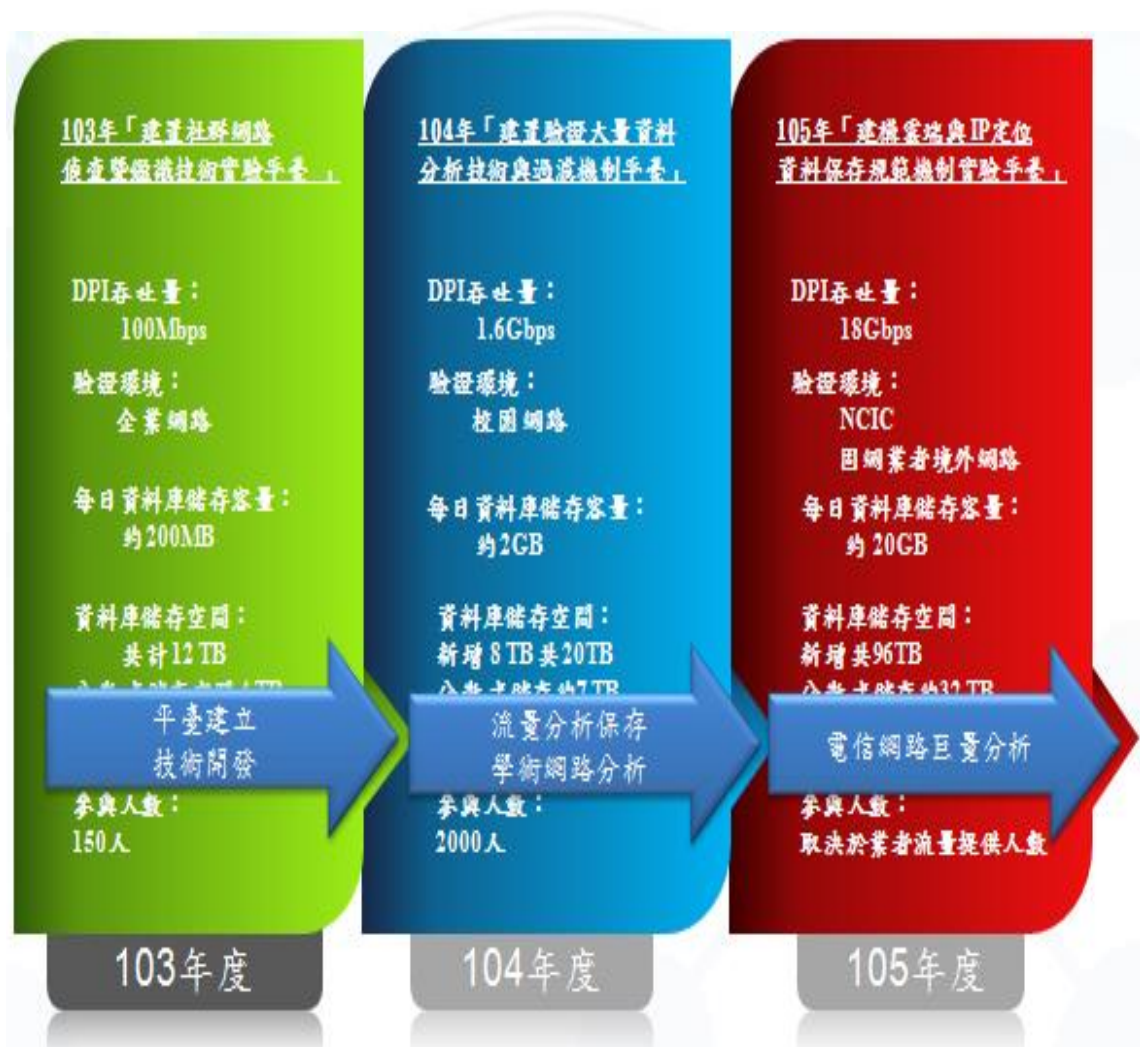 103年「建置社群網路
偵查暨鑑識技術實驗平臺 」
DPI吞吐量：
100Mbps
驗證環境：
企業網路
每日資料庫儲存容量：
約200MB
資料庫儲存空間：
共計12 TB
平臺建立
技術開發
參與人數：
150人
103年度
104年「建置驗證大量資料
分析技術與過濾機制平臺」
DPI吞吐量：
1.6Gbps
驗證環境：
校園網路
每日資料庫儲存容量：
約2GB
資料庫儲存空間：
新增 8 TB 共20TB
流量分析保存
學術網路分析
參與人數：
2000人
104年度
105年「建構雲端與IP定位
資料保存規範機制實驗平臺」
DPI吞吐量：
18Gbps
驗證環境：
NCIC
固網業者境外網路
每日資料庫儲存容量：
約 20GB
資料庫儲存空間：
新增共96TB
電信網路巨量分析
參與人數：
取決於業者流量提供人數
105年度